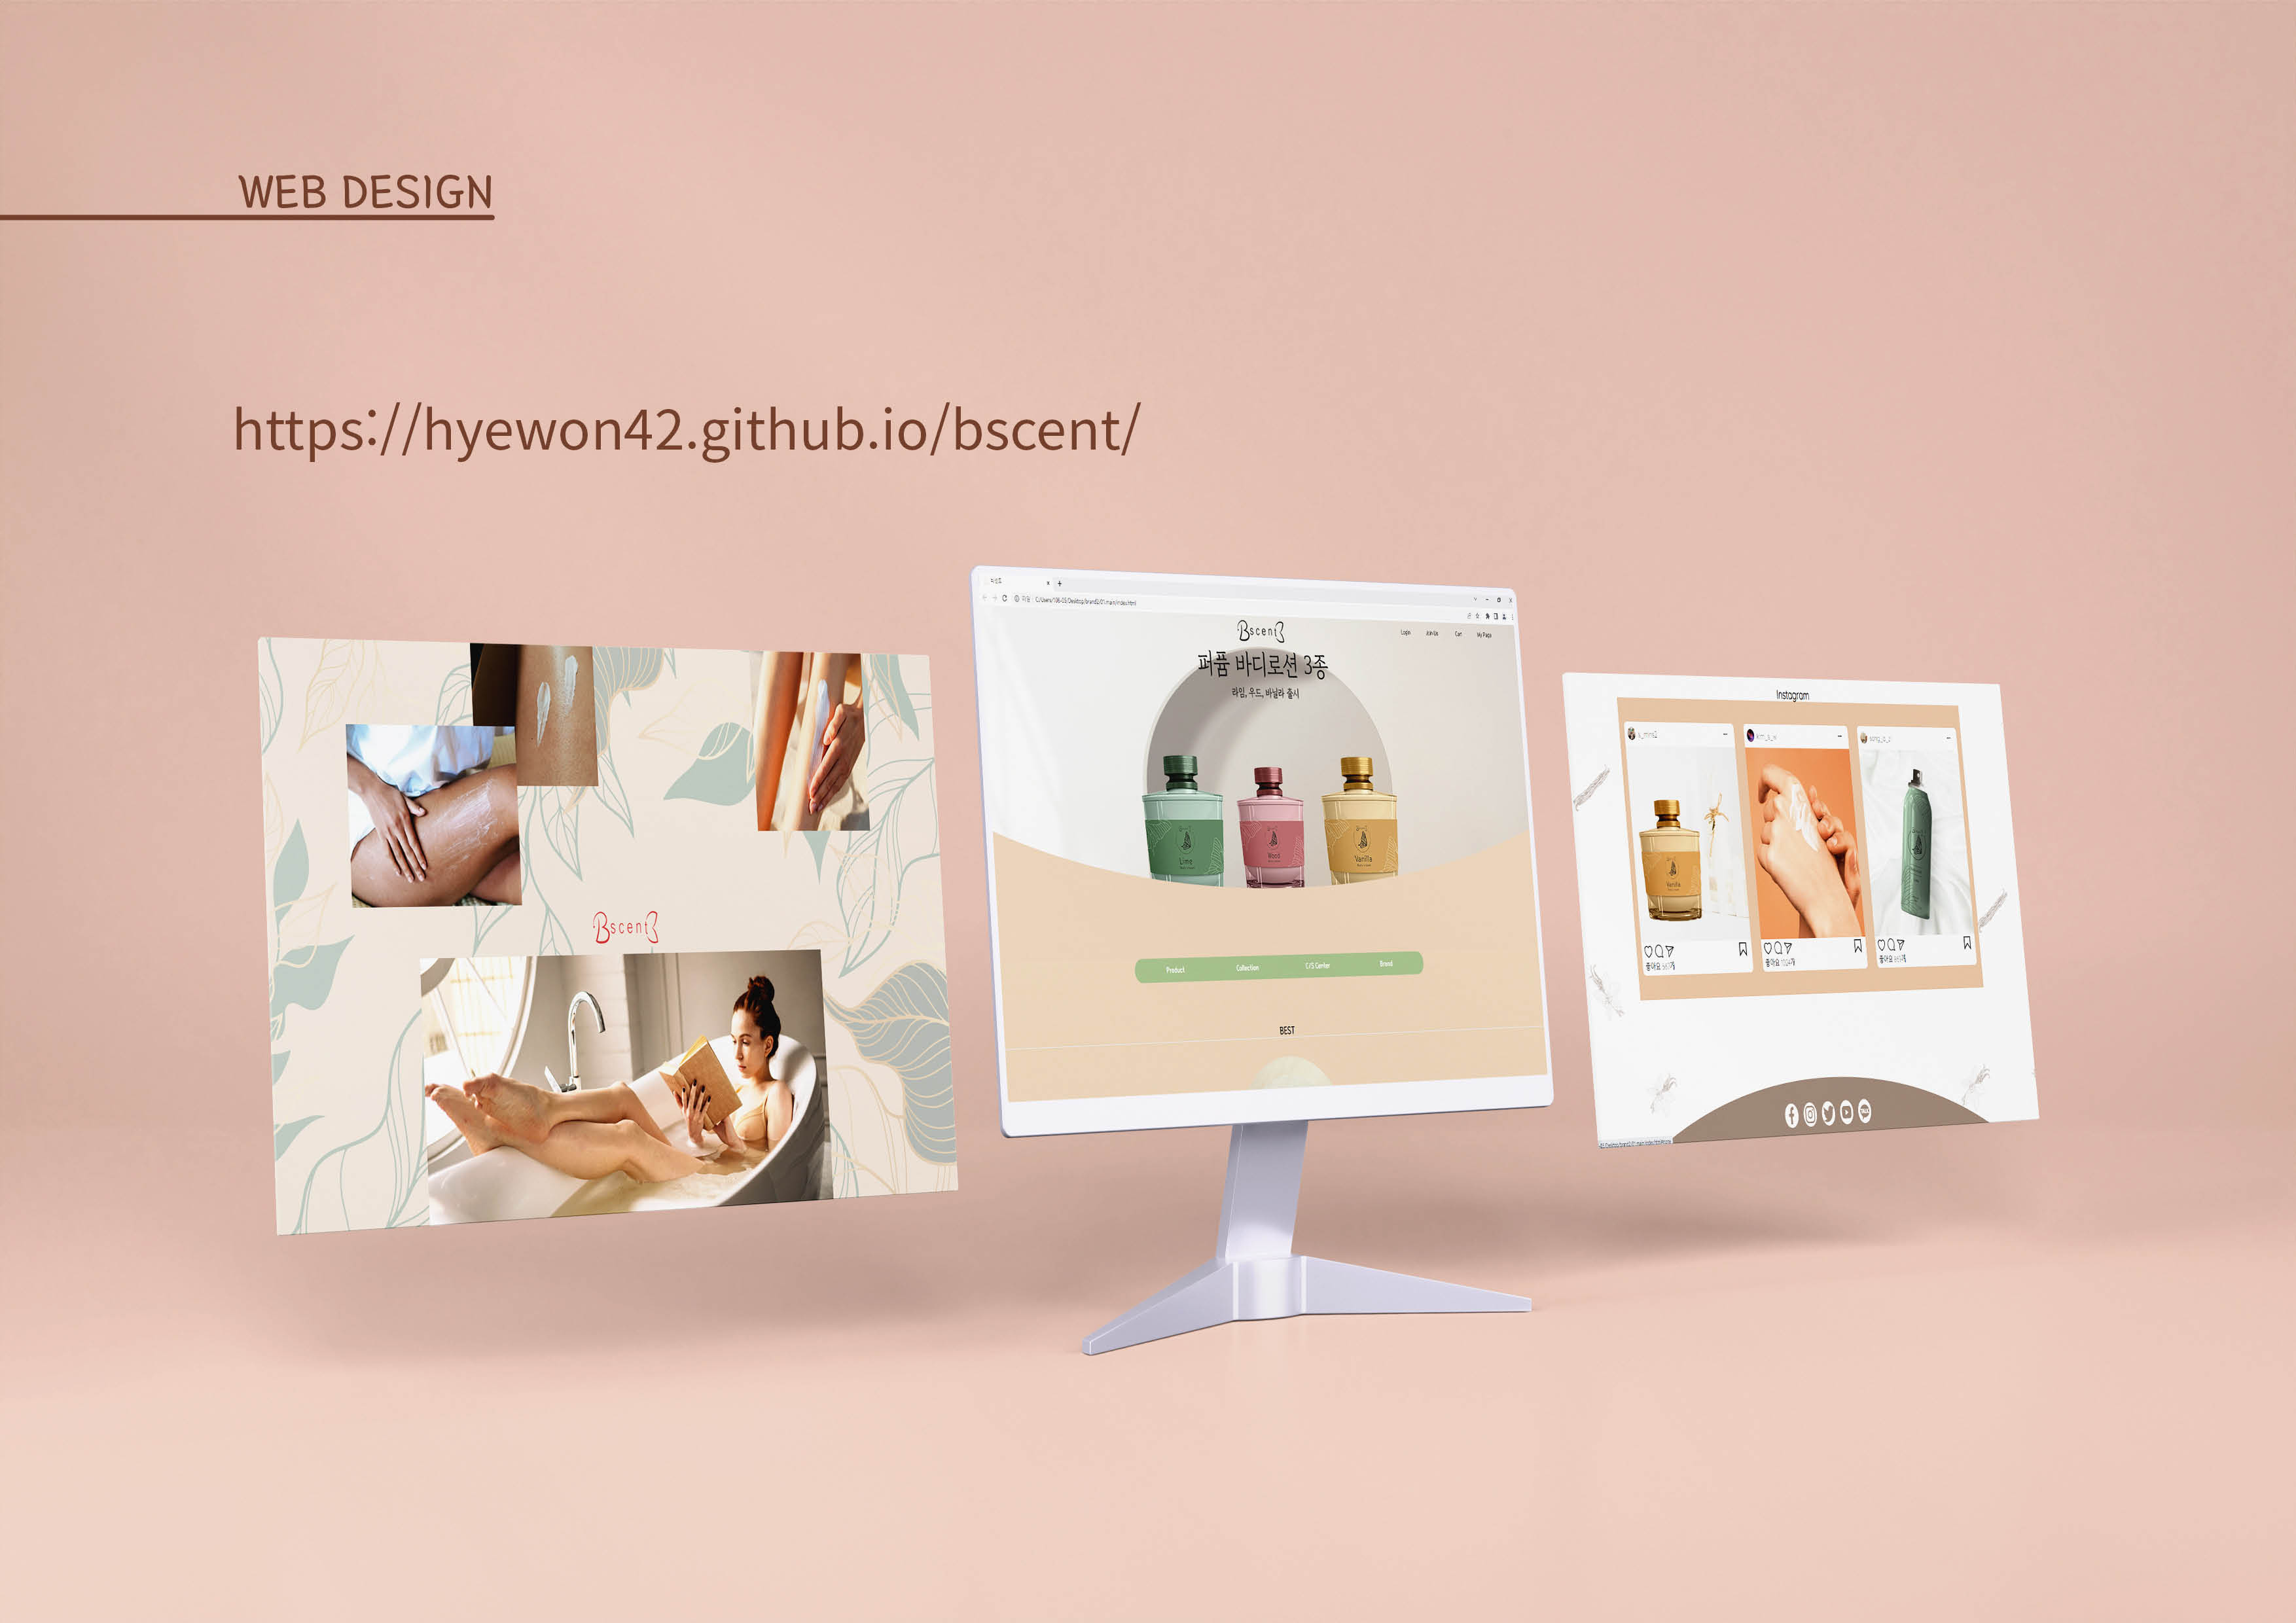 WEB DESIGN
https://hyewon42.github.io/bscent/
Bscent
Bscent
Login Join Us Cart My Page
퍼퓸 바디로션 3종
라임, 우드, 바닐라 출시
Lime
Wood
Vanilla
Product Collection C/S Center Brand
BEST
Instagram
Vanilla
좋아요
좋아요
좋아요
TALK